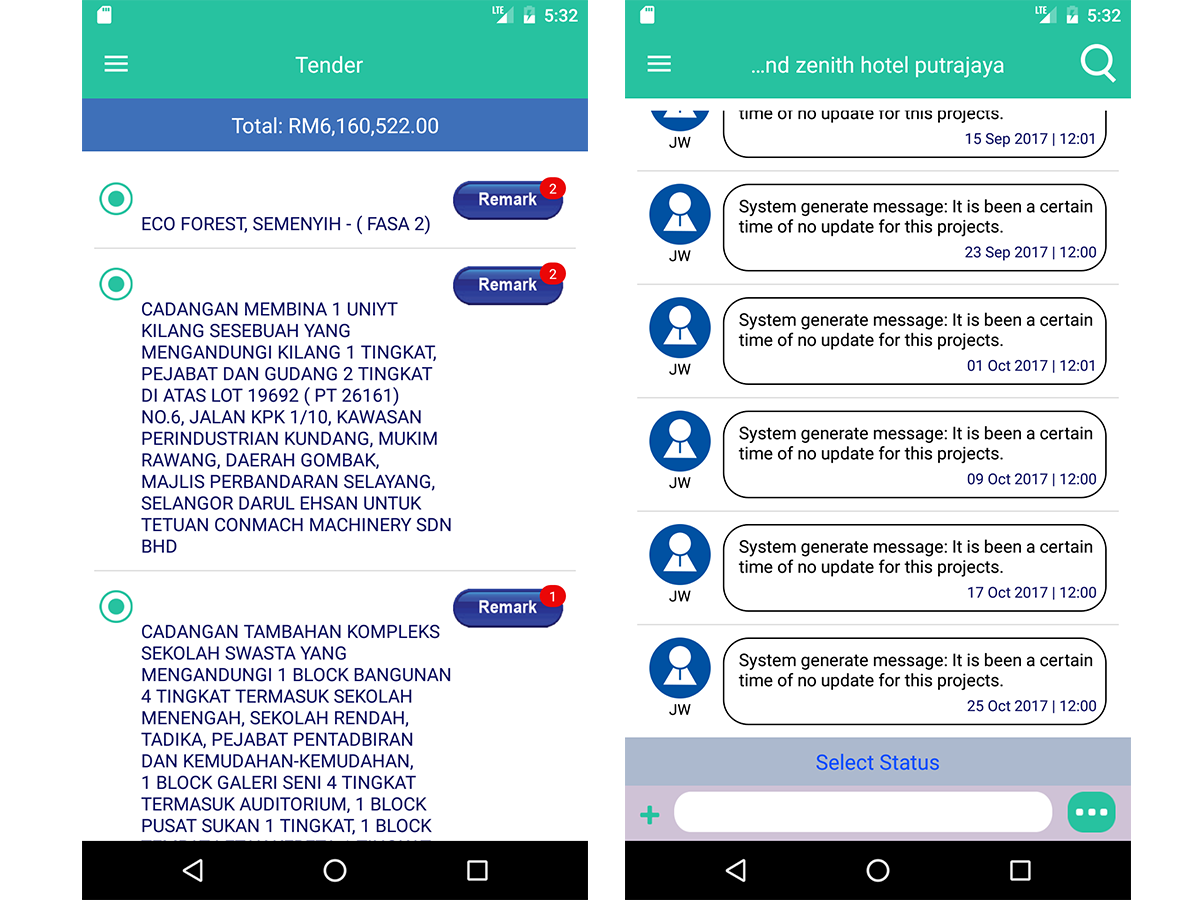 LTE 5:32
Tender
Total: RM6,160,522.00
Remark 2
ECO FOREST, SEMENYIH - ( FASA 2)
Remark 2
CADANGAN MEMBINA 1 UNIYT
KILANG SESEBUAH YANG
MENGANDUNGI KILANG 1 TINGKAT,
PEJABAT DAN GUDANG 2 TINGKAT
DI ATAS LOT 19692 ( PT 26161)
NO.6, JALAN KPK 1/10, KAWASAN
PERINDUSTRIAN KUNDANG, MUKIM
RAWANG, DAERAH GOMBAK,
MAJLIS PERBANDARAN SELAYANG,
SELANGOR DARUL EHSAN UNTUK
TETUAN CONMACH MACHINERY SDN
BHD
Remark 1
CADANGAN TAMBAHAN KOMPLEKS
SEKOLAH SWASTA YANG
MENGANDUNGI 1 BLOCK BANGUNAN
4 TINGKAT TERMASUK SEKOLAH
MENENGAH, SEKOLAH RENDAH,
TADIKA, PEJABAT PENTADBIRAN
DAN KEMUDAHAN-KEMUDAHAN,
1 BLOCK GALERI SENI 4 TINGKAT
TERMASUK AUDITORIUM, 1 BLOCK
PUSAT SUKAN 1 TINGKAT, 1 BLOCK
LTE 5:32
...nd zenith hotel putrajaya
time of no update for this projects.
15 Sep 2017 | 12:01
JW
System generate message: It is been a certain
time of no update for this projects.
23 Sep 2017 | 12:00
JW
System generate message: It is been a certain
time of no update for this projects.
01 Oct 2017 | 12:01
JW
System generate message: It is been a certain
time of no update for this projects.
09 Oct 2017 | 12:00
JW
System generate message: It is been a certain
time of no update for this projects.
17 Oct 2017 | 12:00
JW
System generate message: It is been a certain
time of no update for this projects.
25 Oct 2017 | 12:00
JW
Select Status